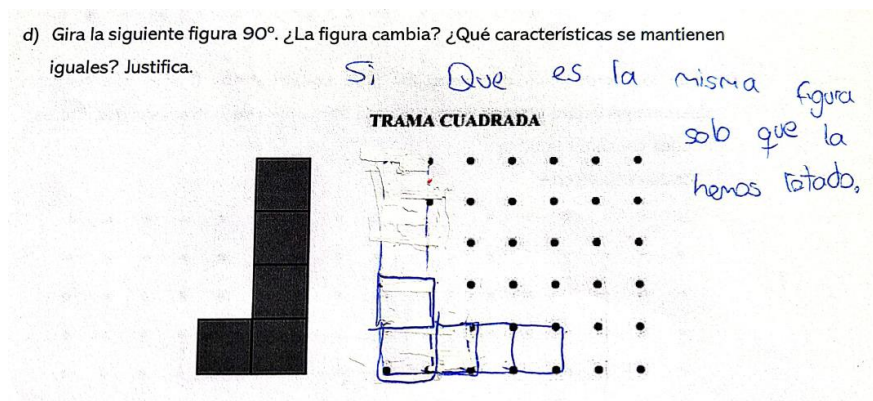 d) Gira la siguiente figura 90º. ¿La figura cambia? ¿Qué características se mantienen
iguales? Justifica.
Si Que es la misma figura
solo que la
hemos rotado.
TRAMA CUADRADA